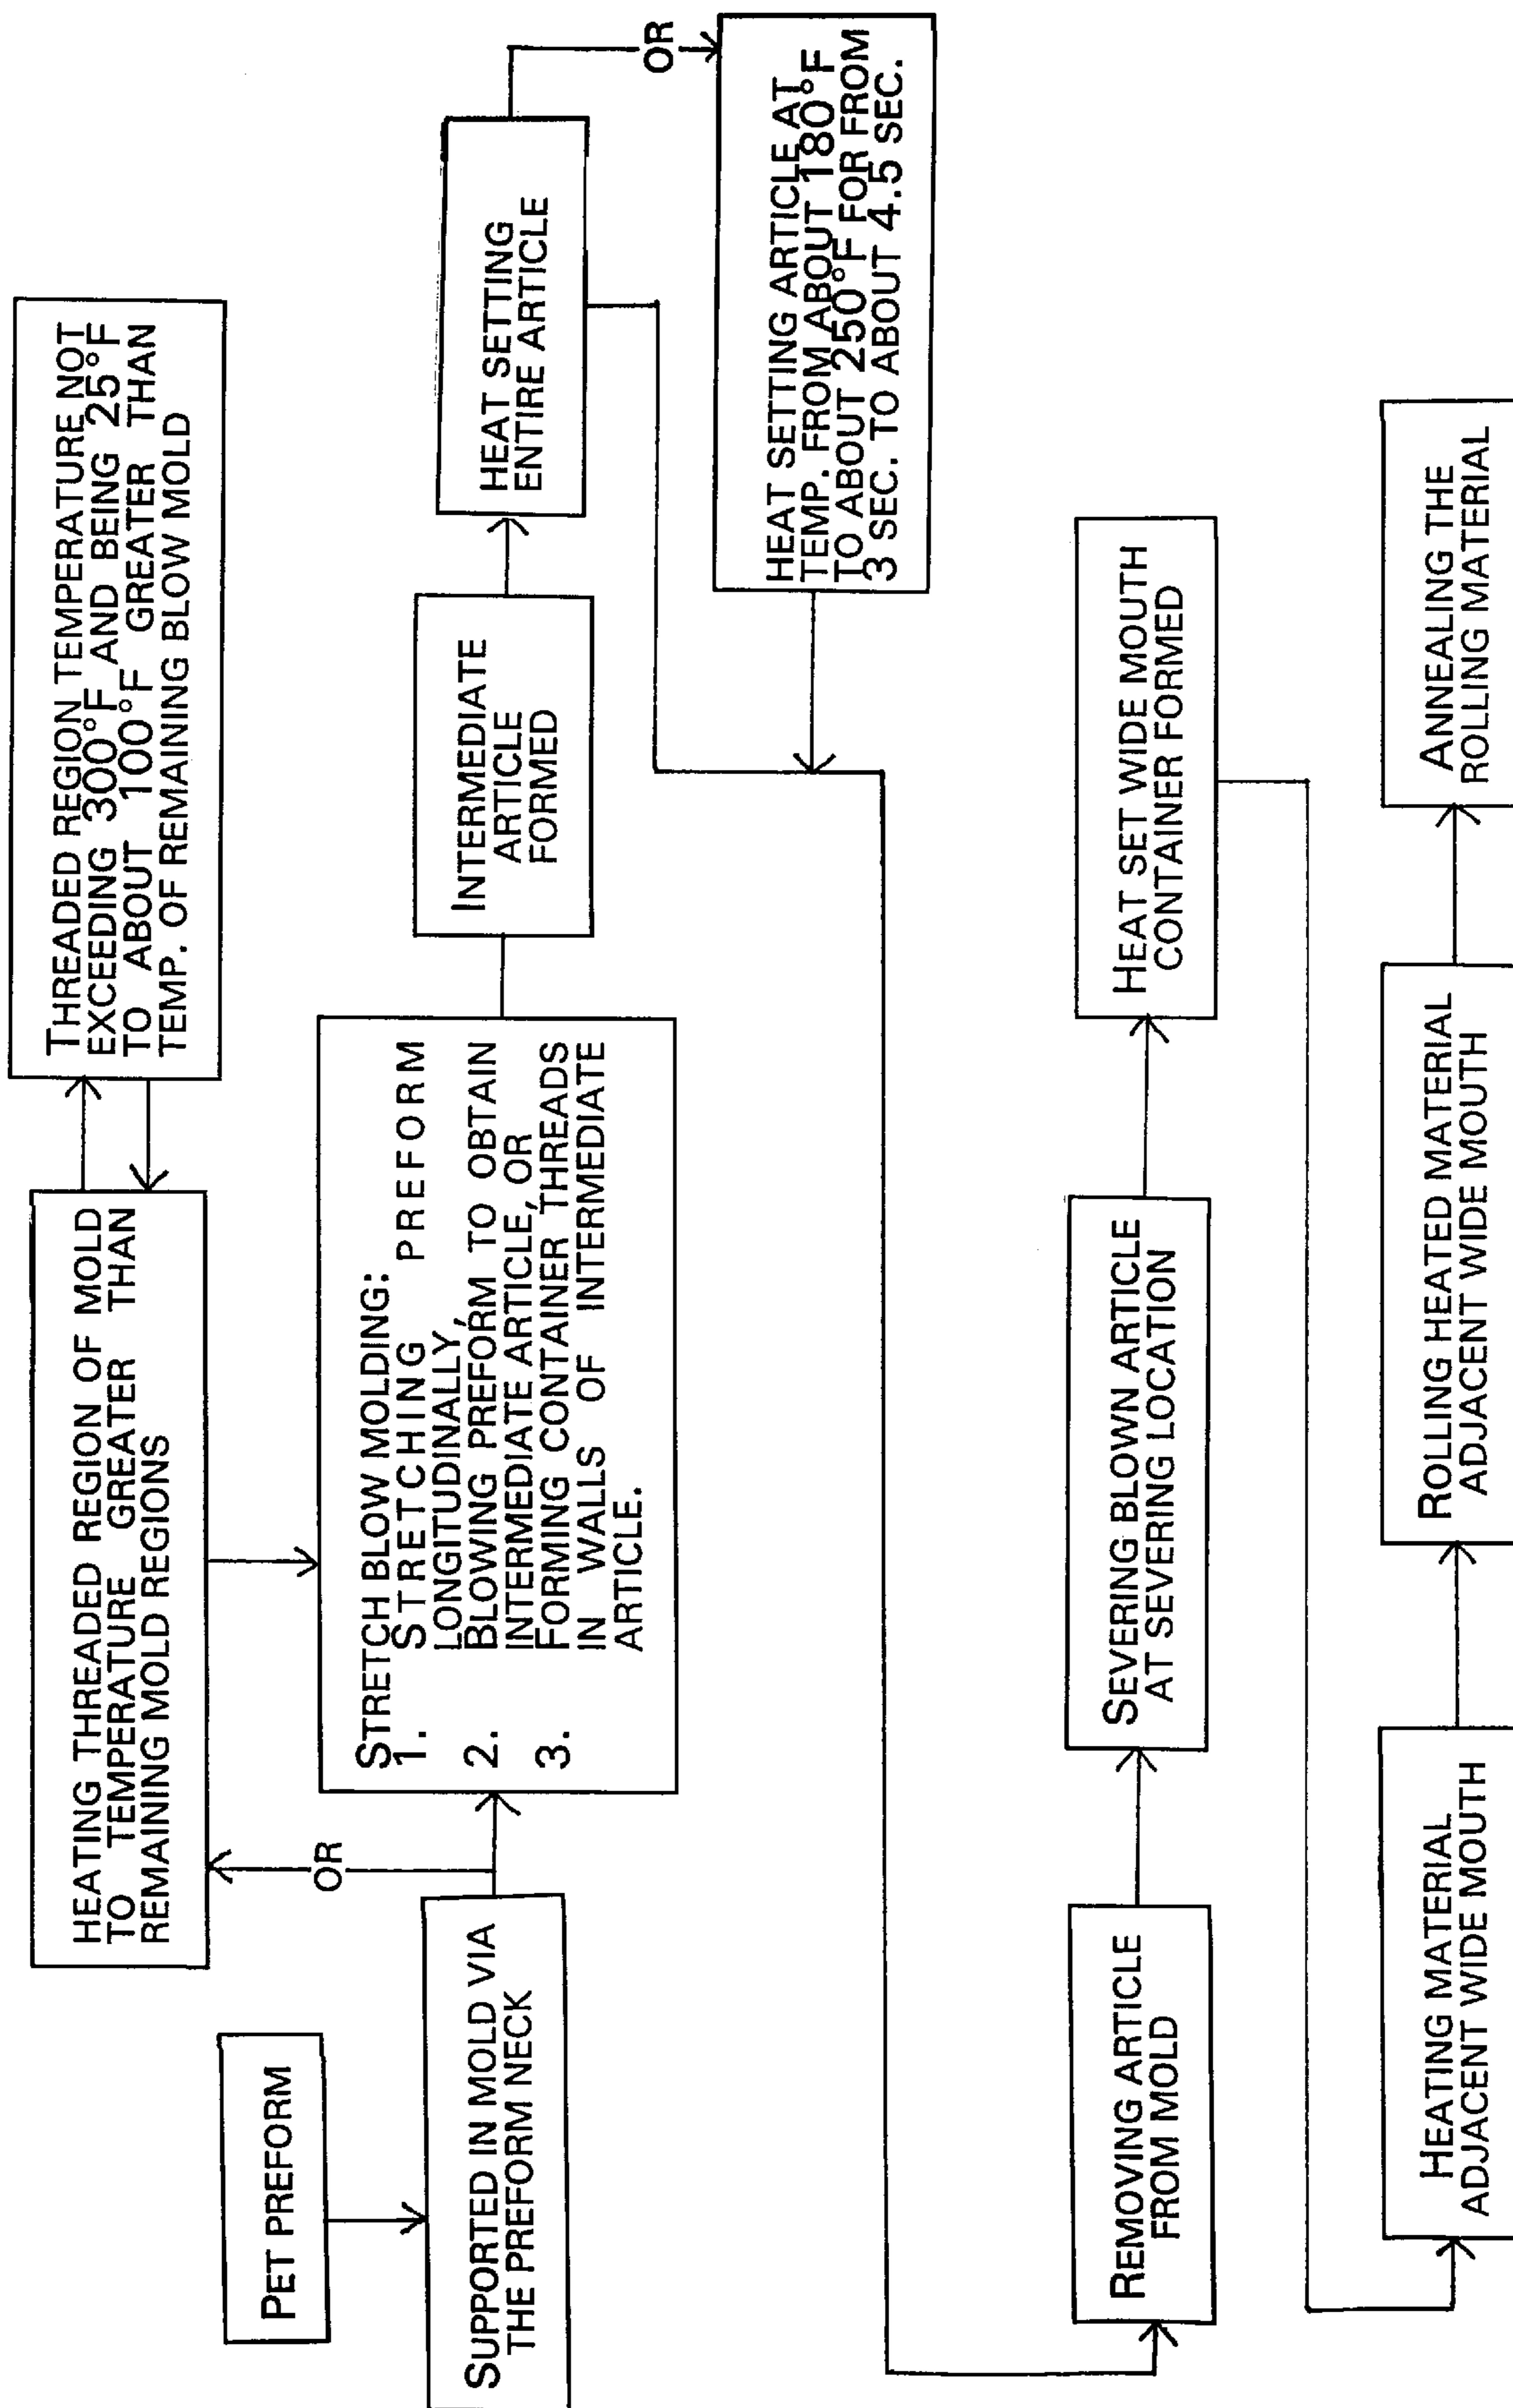 PET PREFORM
SUPPORTED IN MOLD VIA
THE PREFORM NECK
OR
HEATING THREADED REGION OF MOLD
TO TEMPERATURE GREATER THAN
REMAINING MOLD REGIONS
THREADED REGION TEMPERATURE NOT
EXCEEDING 300°F AND BEING 25°F
TO ABOUT 100°F GREATER THAN
TEMP. OF REMAINING BLOW MOLD
STRETCH BLOW MOLDING:
1. STRETCHING PREFORM
LONGITUDINALLY,
2. BLOWING PREFORM TO OBTAIN
INTERMEDIATE ARTICLE, OR
3. FORMING CONTAINER THREADS
IN WALLS OF INTERMEDIATE
ARTICLE.
INTERMEDIATE
ARTICLE
FORMED
HEAT SETTING
ENTIRE ARTICLE
OR
HEAT SETTING ARTICLE AT
TEMP. FROM ABOUT 180°F
TO ABOUT 250°F FOR FROM
3 SEC. TO ABOUT 4.5 SEC.
REMOVING ARTICLE
FROM MOLD
SEVERING BLOWN ARTICLE
AT SEVERING LOCATION
HEAT SET WIDE MOUTH
CONTAINER FORMED
HEATING MATERIAL
ADJACENT WIDE MOUTH
ROLLING HEATED MATERIAL
ADJACENT WIDE MOUTH
ANNEALING THE
ROLLING MATERIAL